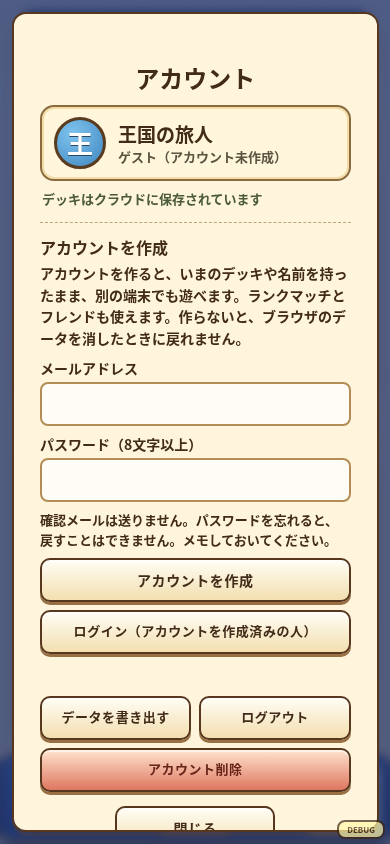 アカウント
王
王国の旅人
ゲスト（アカウント未作成）
デッキはクラウドに保存されています
アカウントを作成
アカウントを作ると、いまのデッキや名前を持っ
たまま、別の端末でも遊べます。ランクマッチと
フレンドも使えます。作らないと、ブラウザのデ
ータを消したときに戻れません。
メールアドレス
パスワード（8文字以上）
確認メールは送りません。パスワードを忘れると、
戻すことはできません。メモしておいてください。
アカウントを作成
ログイン（アカウントを作成済みの人）
データを書き出す
ログアウト
アカウント削除
閉じる
DEBUG